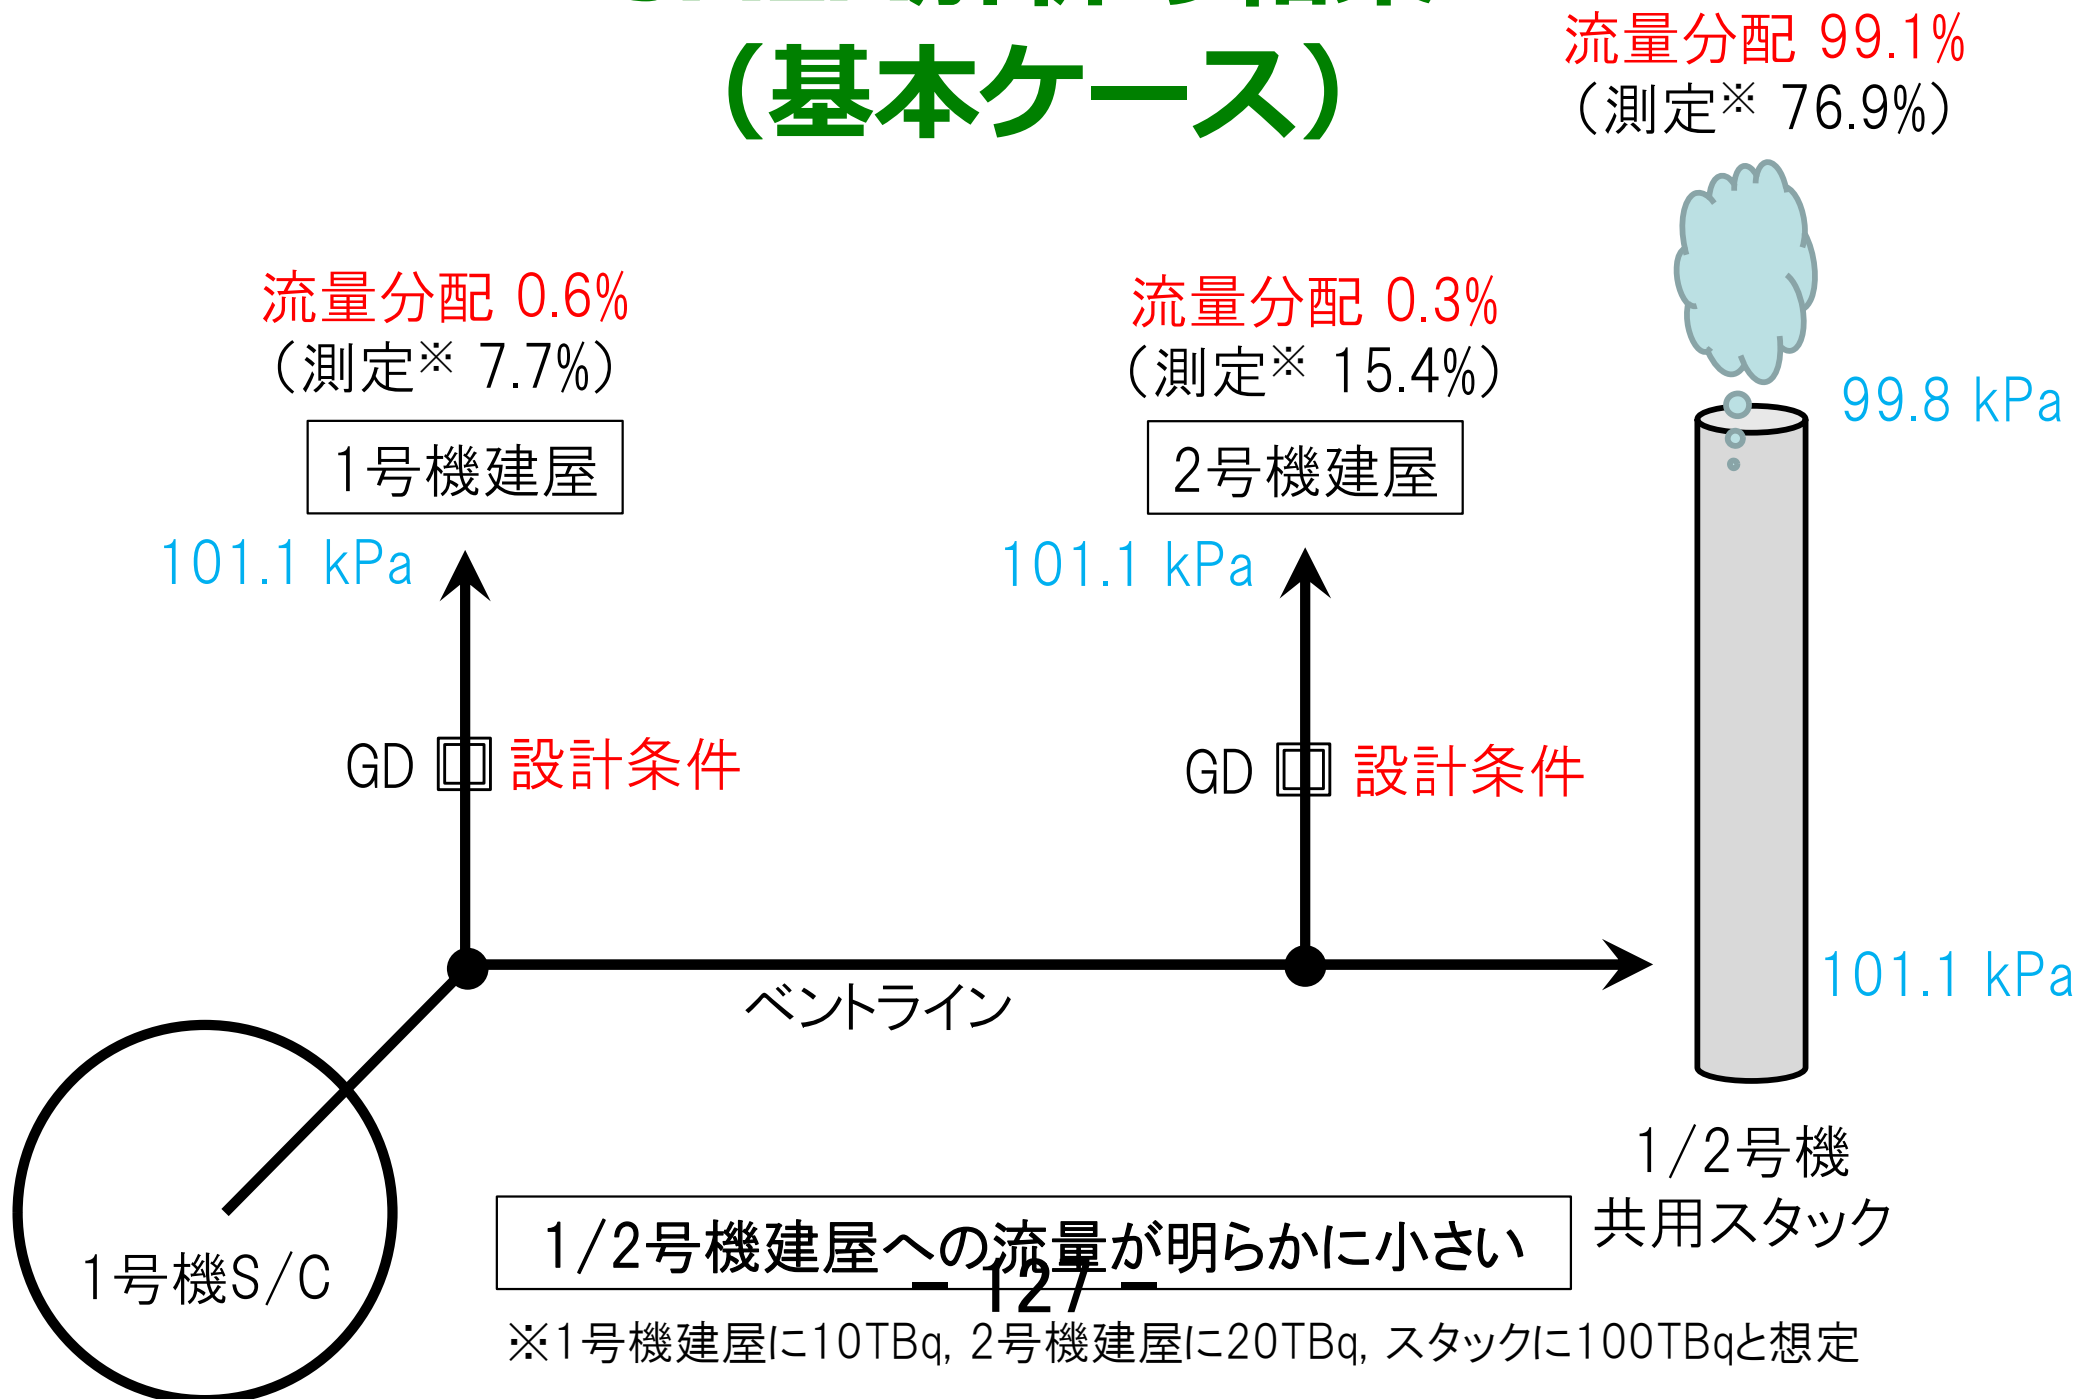 （基本ケース）
流量分配 99.1%
（測定※ 76.9%）
流量分配 0.6%
（測定※ 7.7%）
1号機建屋
101.1 kPa
流量分配 0.3%
（測定※ 15.4%）
2号機建屋
101.1 kPa
99.8 kPa
GD 設計条件
GD 設計条件
101.1 kPa
ベントライン
1/2号機
共用スタック
1号機S/C
1/2号機建屋への流量が明らかに小さい
- 127 -
※1号機建屋に10TBq, 2号機建屋に20TBq, スタックに100TBqと想定